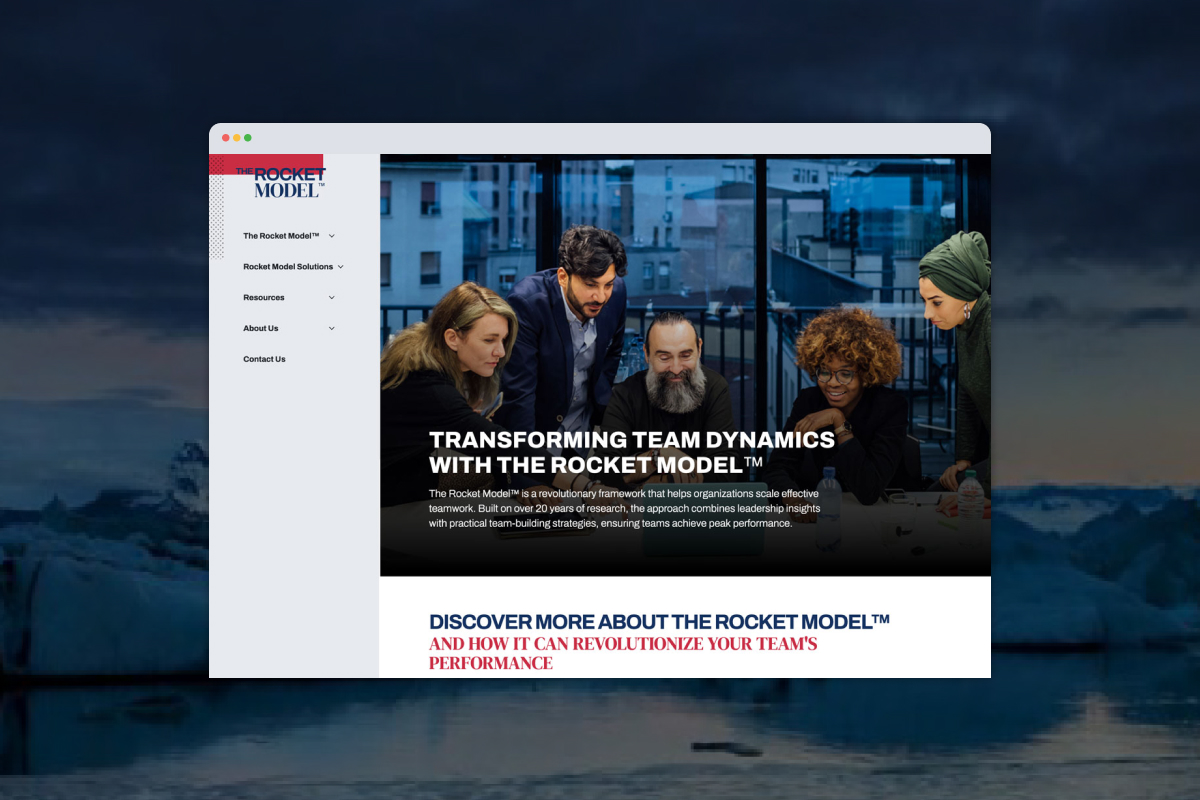 THE ROCKET
MODEL™
The Rocket Model™
Rocket Model Solutions
Resources
About Us
Contact Us
TRANSFORMING TEAM DYNAMICS
WITH THE ROCKET MODEL™
The Rocket Model™ is a revolutionary framework that helps organizations scale effective
teamwork. Built on over 20 years of research, the approach combines leadership insights
with practical team-building strategies, ensuring teams achieve peak performance.
DISCOVER MORE ABOUT THE ROCKET MODEL™
AND HOW IT CAN REVOLUTIONIZE YOUR TEAM'S
PERFORMANCE